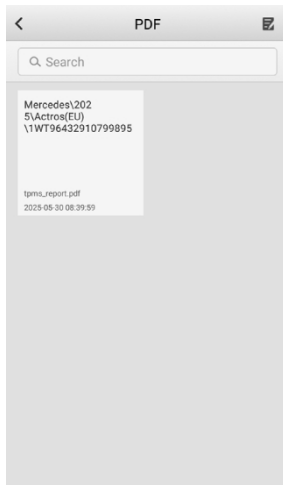 PDF
Search
Mercedes\202
5\Actros(EU)
\1WT96432910799895
tpms_report.pdf
2025-05-30 08:39:59